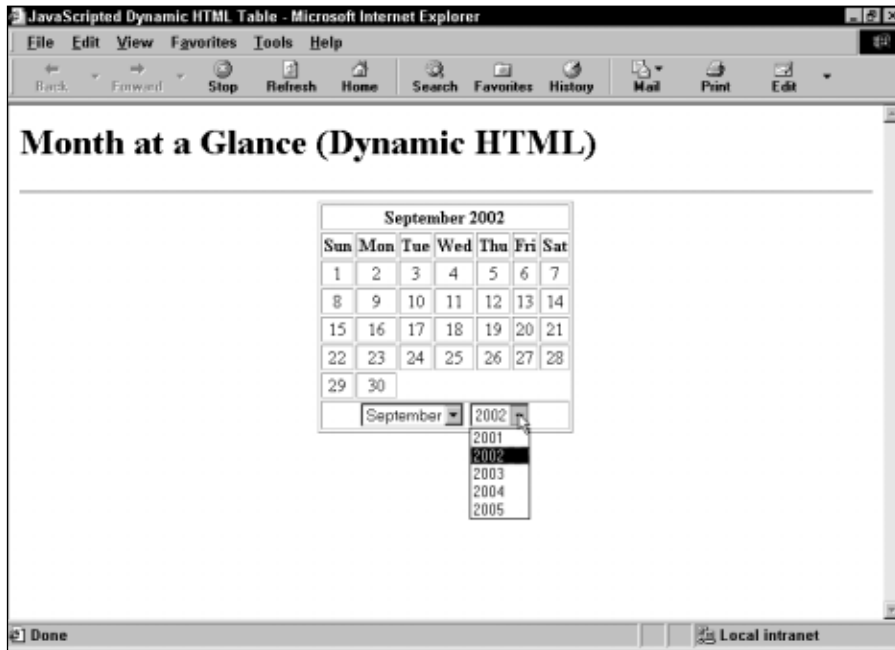 JavaScripted Dynamic HTML Table - Microsoft Internet Explorer
File Edit View Favorites Tools Help
Back Forward Stop Refresh Home Search Favorites History Mail Print Edit
Month at a Glance (Dynamic HTML)
September 2002
Sun Mon Tue Wed Thu Fri Sat
1 2 3 4 5 6 7
8 9 10 11 12 13 14
15 16 17 18 19 20 21
22 23 24 25 26 27 28
29 30
September 2002
2001
2002
2003
2004
2005
Done Local intranet